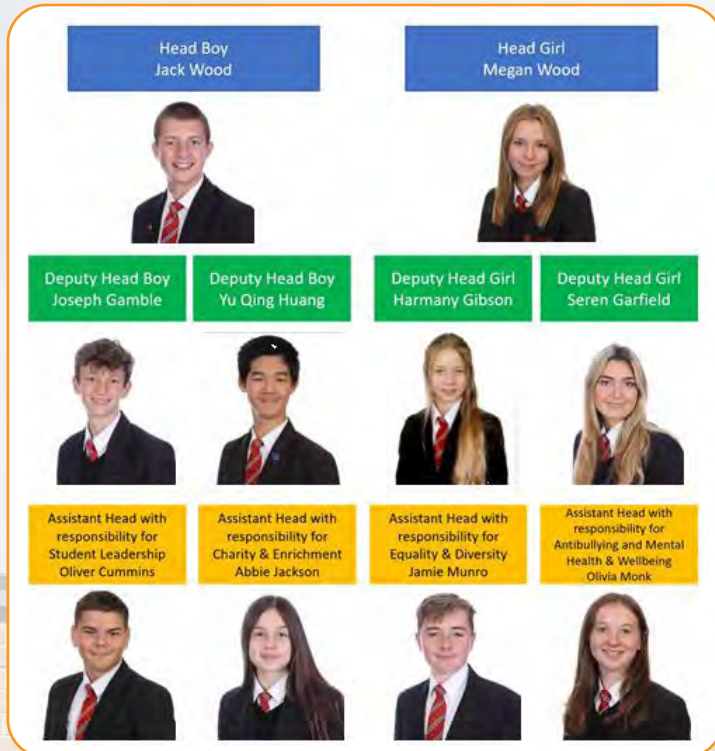 Head Boy
Jack Wood
Head Girl
Megan Wood
Deputy Head Boy
Joseph Gamble
Deputy Head Boy
Yu Qing Huang
Deputy Head Girl
Harmany Gibson
Deputy Head Girl
Seren Garfield
Assistant Head with
responsibility for
Student Leadership
Oliver Cummins
Assistant Head with
responsibility for
Charity & Enrichment
Abbie Jackson
Assistant Head with
responsibility for
Equality & Diversity
Jamie Munro
Assistant Head with
responsibility for
Antibullying and Mental
Health & Wellbeing
Olivia Monk